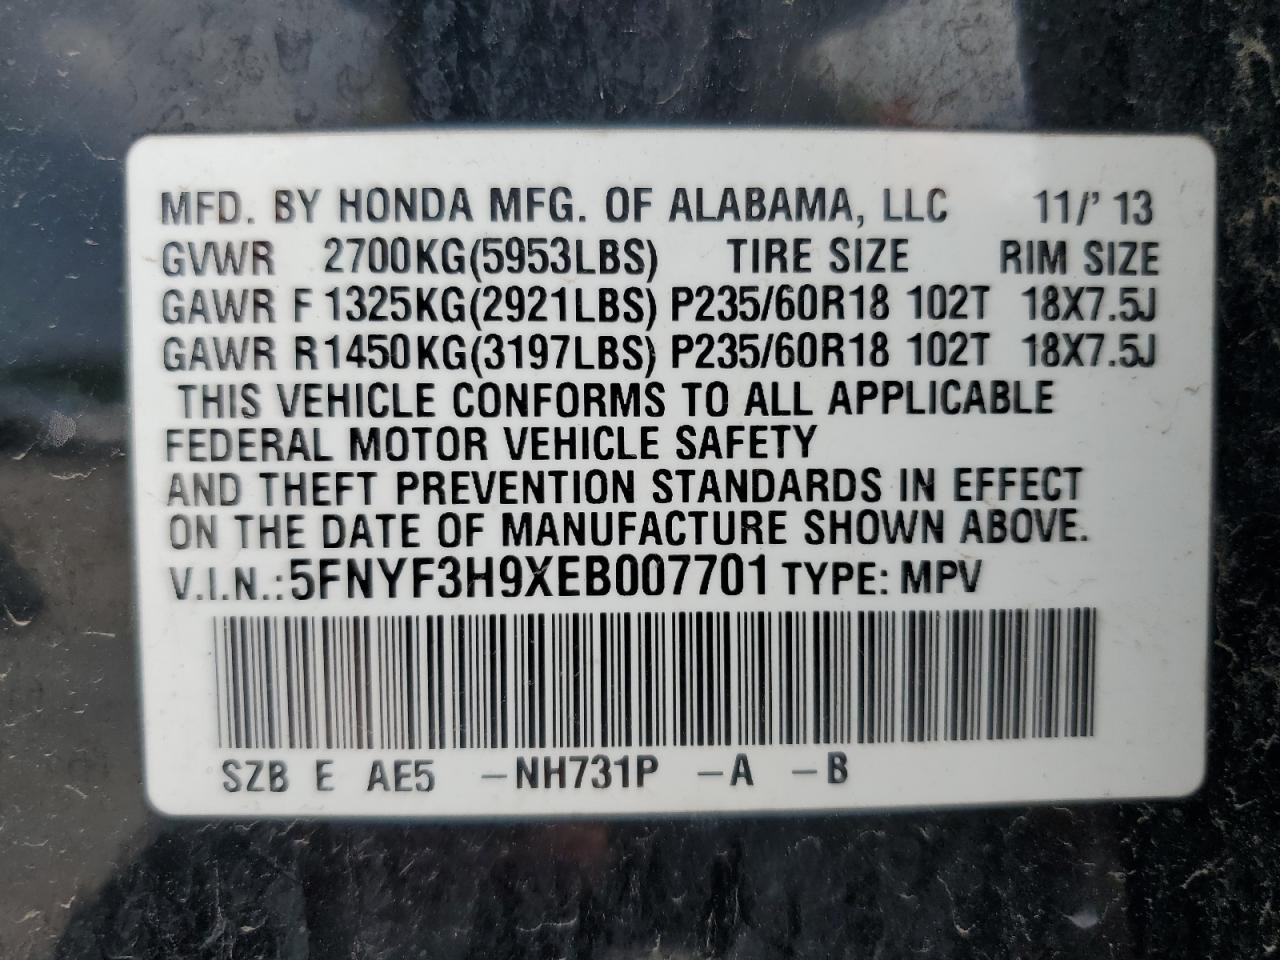 MFD. BY HONDA MFG. OF ALABAMA, LLC 11/' 13
GVWR 2700KG(5953LBS) TIRE SIZE RIM SIZE
GAWR F 1325KG(2921LBS) P235/60R18 102T 18X7.5J
GAWR R1450KG(3197LBS) P235/60R18 102T 18X7.5J
THIS VEHICLE CONFORMS TO ALL APPLICABLE
FEDERAL MOTOR VEHICLE SAFETY
AND THEFT PREVENTION STANDARDS IN EFFECT
ON THE DATE OF MANUFACTURE SHOWN ABOVE.
V.I.N.:5FNYF3H9XEB007701 TYPE: MPV
SZB E AE5 -NH731P -A -B